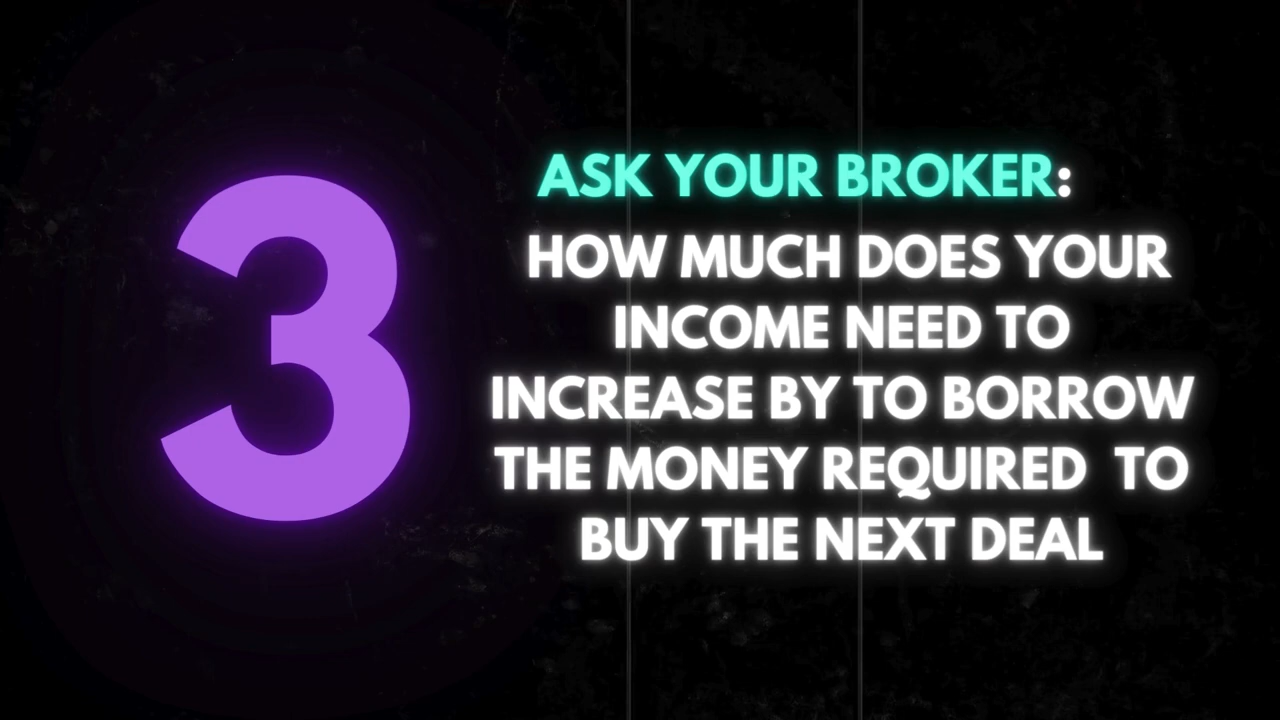 3
ASK YOUR BROKER:
HOW MUCH DOES YOUR
INCOME NEED TO
INCREASE BY TO BORROW
THE MONEY REQUIRED  TO
BUY THE NEXT DEAL